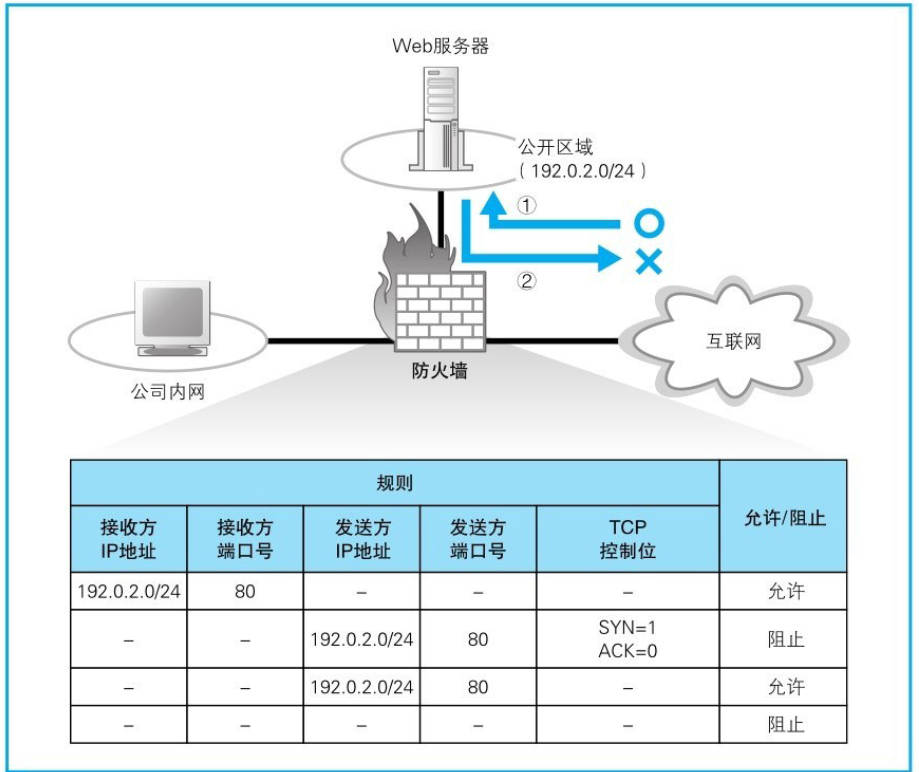 Web服务器
公开区域
( 192.0.2.0/24 )
①
②
互联网
公司内网
防火墙
规则
允许/阻止
接收方
IP地址
接收方
端口号
发送方
IP地址
发送方
端口号
TCP
控制位
192.0.2.0/24 80 – – – 允许
– – 192.0.2.0/24 80 SYN=1
ACK=0 阻止
– – 192.0.2.0/24 80 – 允许
– – – – – 阻止